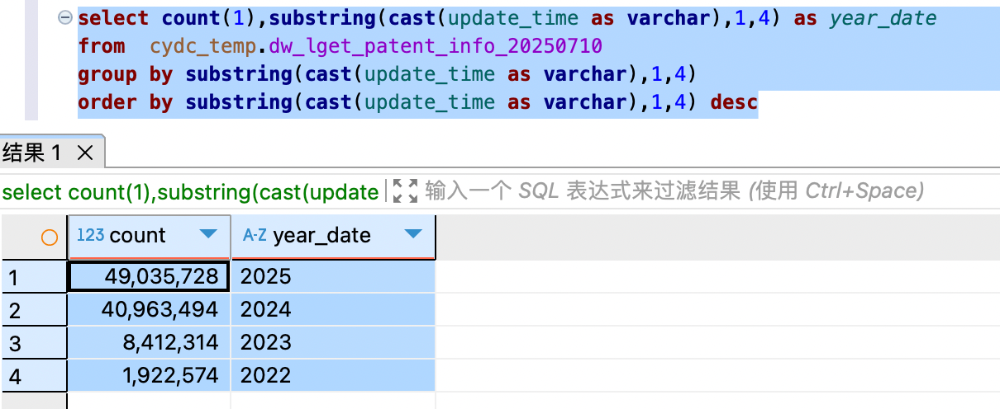 select count(1),substring(cast(update_time as varchar),1,4) as year_date
from cydc_temp.dw_lget_patent_info_20250710
group by substring(cast(update_time as varchar),1,4)
order by substring(cast(update_time as varchar),1,4) desc
结果 1
select count(1),substring(cast(update 输入一个 SQL 表达式来过滤结果 (使用 Ctrl+Space)
123 count A-Z year_date
1 49,035,728 2025
2 40,963,494 2024
3 8,412,314 2023
4 1,922,574 2022